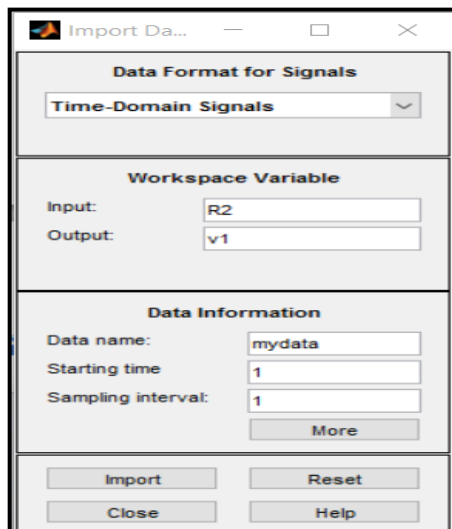 Import Da...
Data Format for Signals
Time-Domain Signals
Workspace Variable
Input: R2
Output: v1
Data Information
Data name: mydata
Starting time 1
Sampling interval: 1
More
Import Reset
Close Help